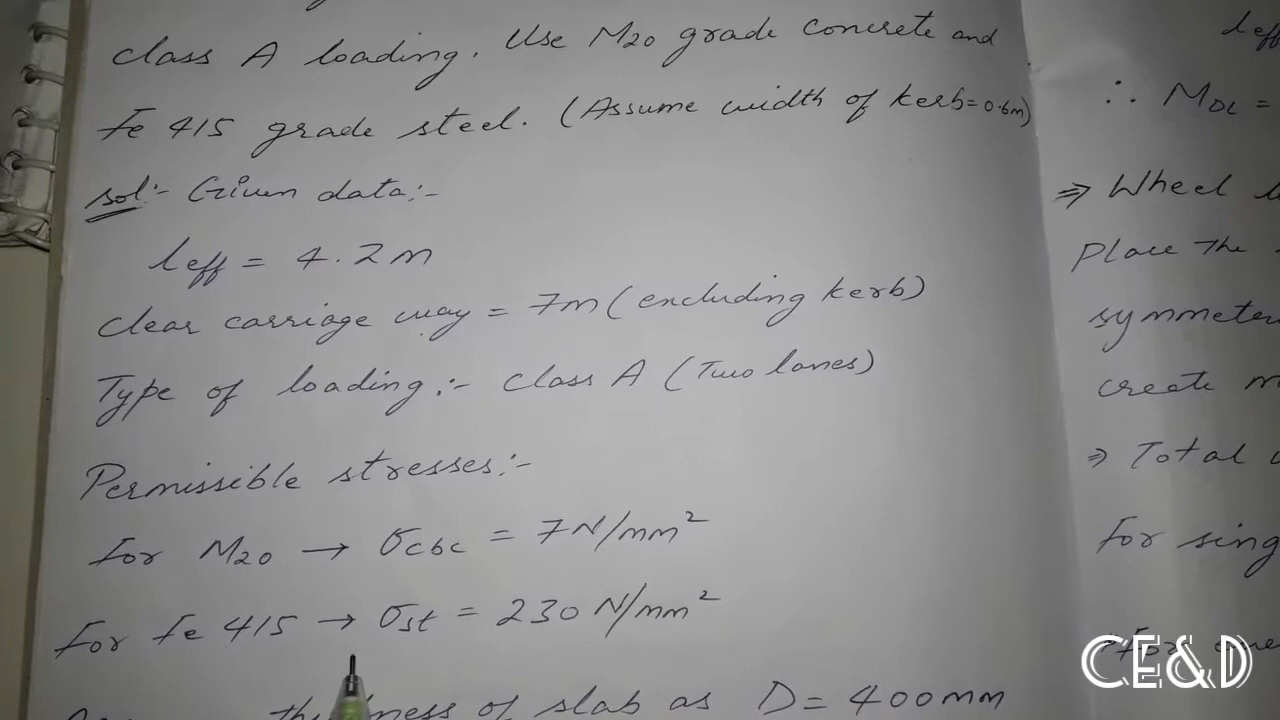 class A loading. Use M20 grade concrete and
Fe 415 grade steel. (Assume width of kerb=0.6m)
Sol:- Given data:-
leff = 4.2m
Clear carriage way = 7m (excluding kerb)
Type of loading:- Class A (Two lanes)
Permissible stresses:-
For M20 → σcbc = 7N/mm²
For Fe 415 → σst = 230 N/mm²
of slab as D = 400mm
leff
∴ MDL =
⇒ Wheel
Place The
create
⇒ Total
For
CE&D